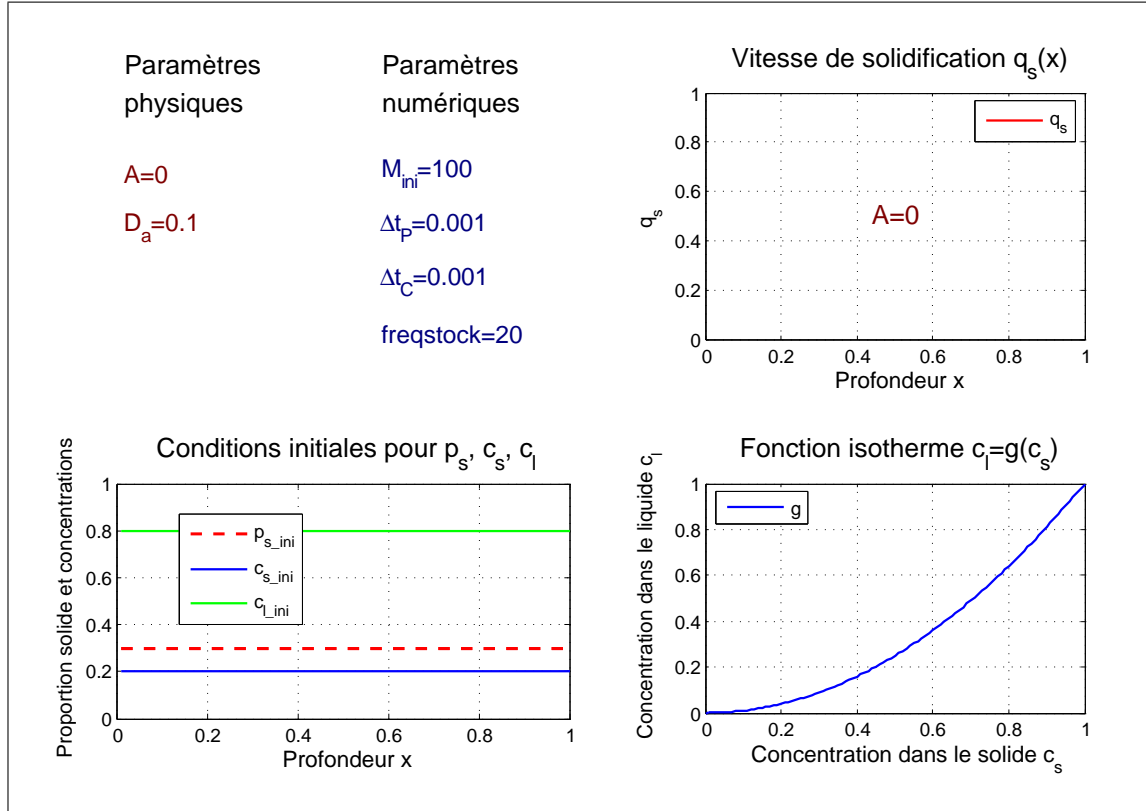 Paramètres
physiques
A=0
D_a=0.1
Paramètres
numériques
M_ini=100
Δt_P=0.001
Δt_C=0.001
freqstock=20
Vitesse de solidification q_s(x)
q_s
1
0.8
0.6
0.4
0.2
0
q_s
A=0
0 0.2 0.4 0.6 0.8 1
Profondeur x
Conditions initiales pour p_s, c_s, c_l
Proportion solide et concentrations
1
0.8
0.6
0.4
0.2
0
p_s_ini
c_s_ini
c_l_ini
0 0.2 0.4 0.6 0.8 1
Profondeur x
Fonction isotherme c_l=g(c_s)
Concentration dans le liquide c_l
1
0.8
0.6
0.4
0.2
0
g
0 0.2 0.4 0.6 0.8 1
Concentration dans le solide c_s